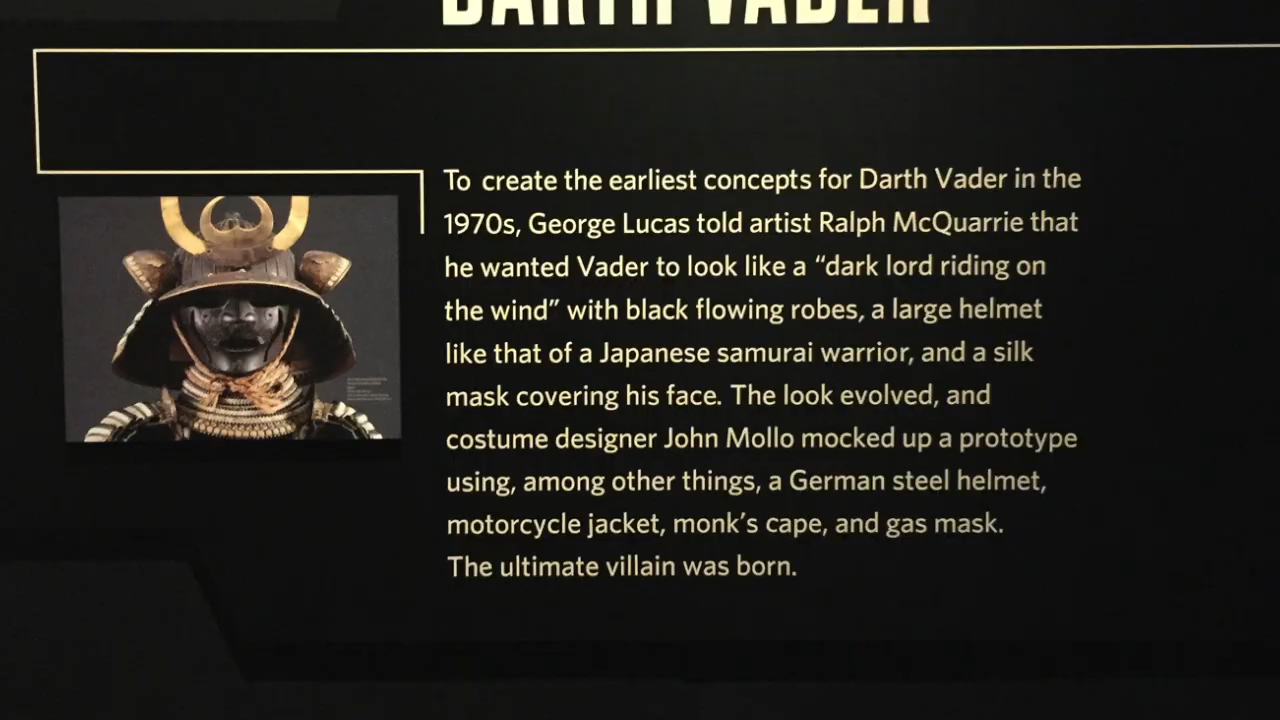 DARTH VADER
To create the earliest concepts for Darth Vader in the
1970s, George Lucas told artist Ralph McQuarrie that
he wanted Vader to look like a “dark lord riding on
the wind” with black flowing robes, a large helmet
like that of a Japanese samurai warrior, and a silk
mask covering his face. The look evolved, and
costume designer John Mollo mocked up a prototype
using, among other things, a German steel helmet,
motorcycle jacket, monk’s cape, and gas mask.
The ultimate villain was born.